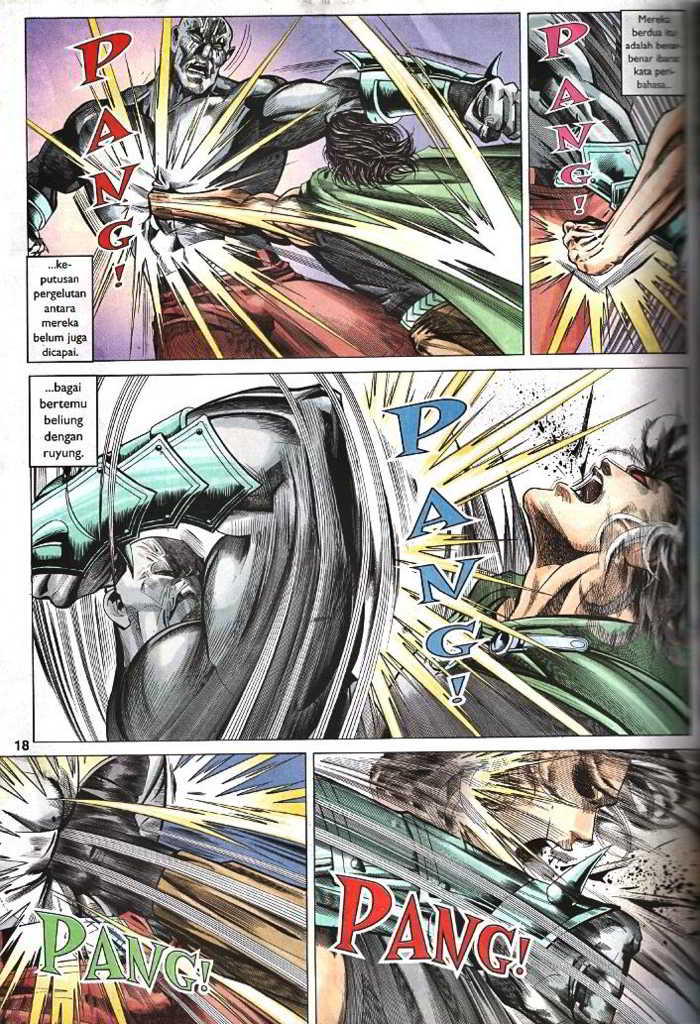 PANG!
...ke-
putusan
pergelutan
antara
mereka
belum juga
dicapai.
Mereka
berdua itu
adalah benar-
benar ibarat
kata peri-
bahasa...
PANG!
...bagai
bertemu
beliung
dengan
ruyung.
PANG!
18
PANG!
PANG!